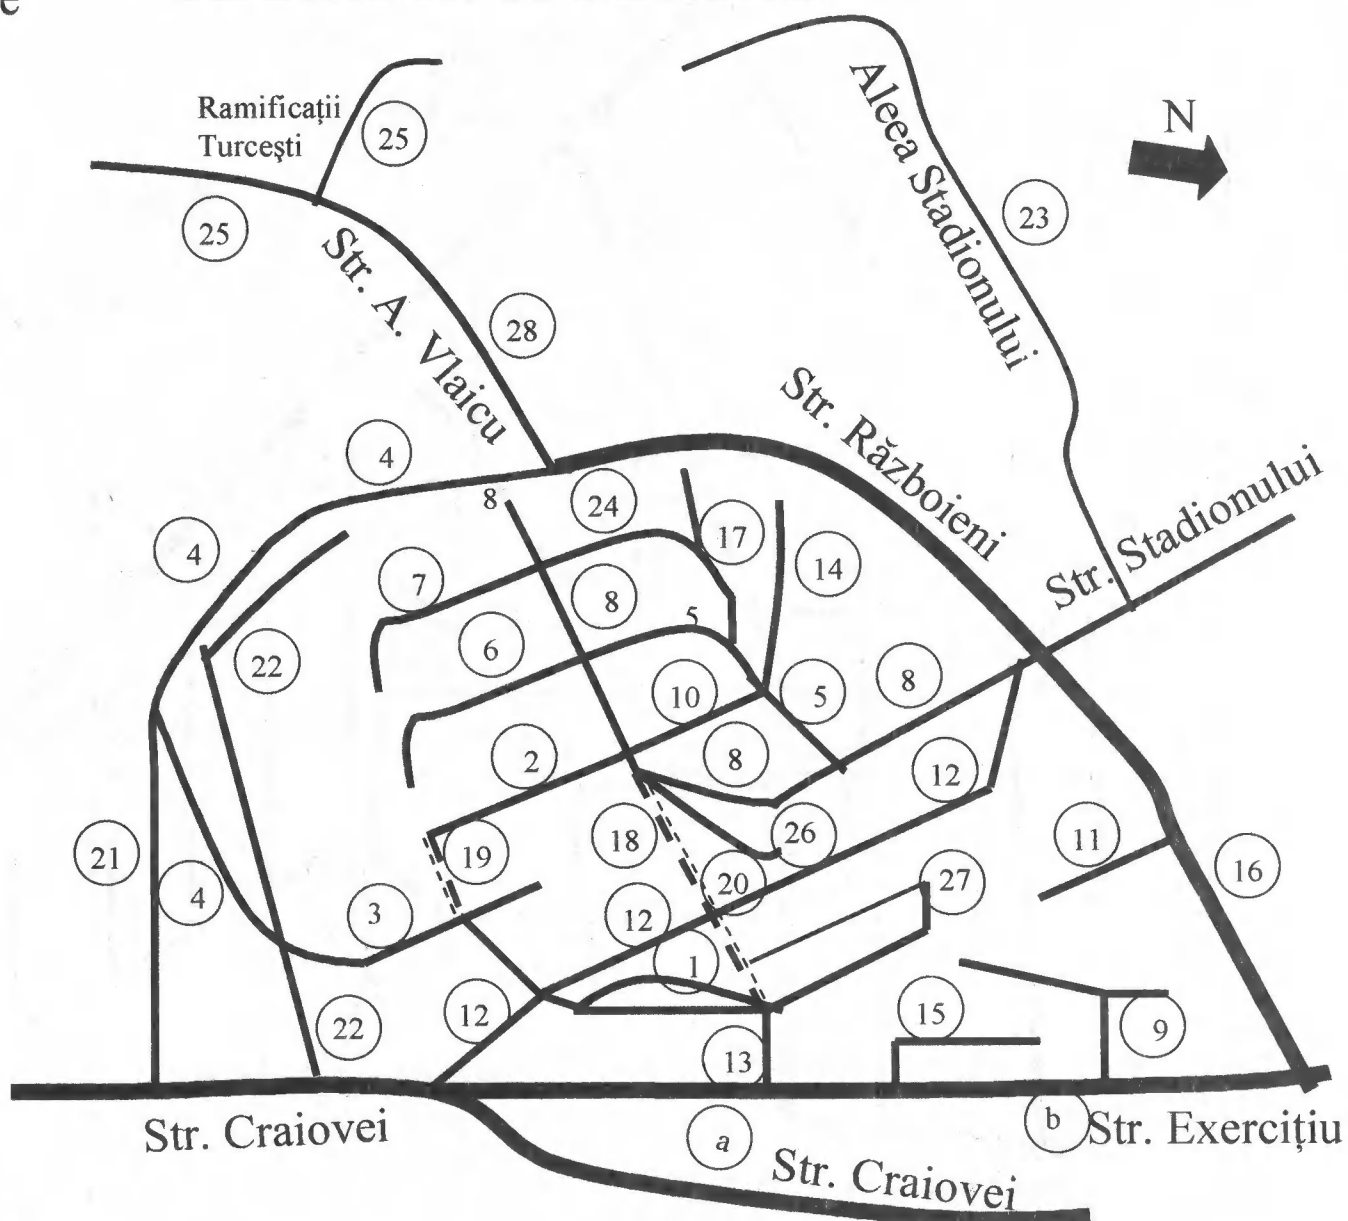 e
Ramificații
Turcești
25
25
Str. A. Vlaicu
28
Aleea Stadionului
23
N
Str. Războieni
Str. Stadionului
4
8
24
17
14
4
7
8
5
6
22
10
5
8
2
8
12
21
19
18
26
11
16
4
3
20
27
12
1
12
22
15
9
13
Str. Craiovei
a
b
Str. Exercițiu
Str. Craiovei